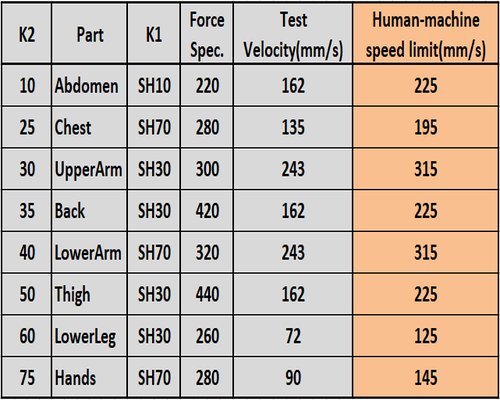 K2 Part K1 Force Spec. Test Velocity(mm/s) Human-machine speed limit(mm/s)
10 Abdomen SH10 220 162 225
25 Chest SH70 280 135 195
30 UpperArm SH30 300 243 315
35 Back SH30 420 162 225
40 LowerArm SH70 320 243 315
50 Thigh SH30 440 162 225
60 LowerLeg SH30 260 72 125
75 Hands SH70 280 90 145